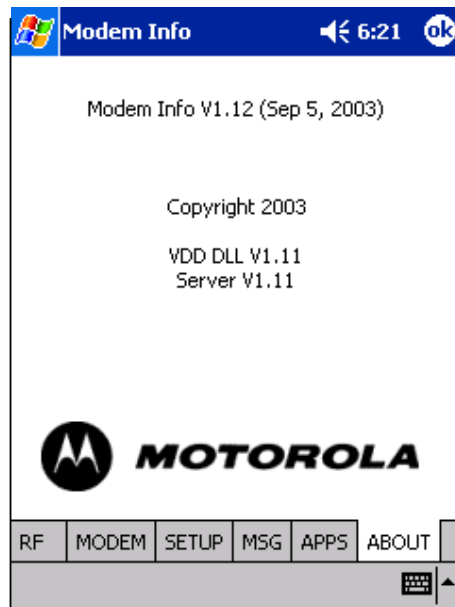 Modem Info 6:21 ok
Modem Info V1.12 (Sep 5, 2003)
Copyright 2003
VDD DLL V1.11
Server V1.11
MOTOROLA
RF MODEM SETUP MSG APPS ABOUT